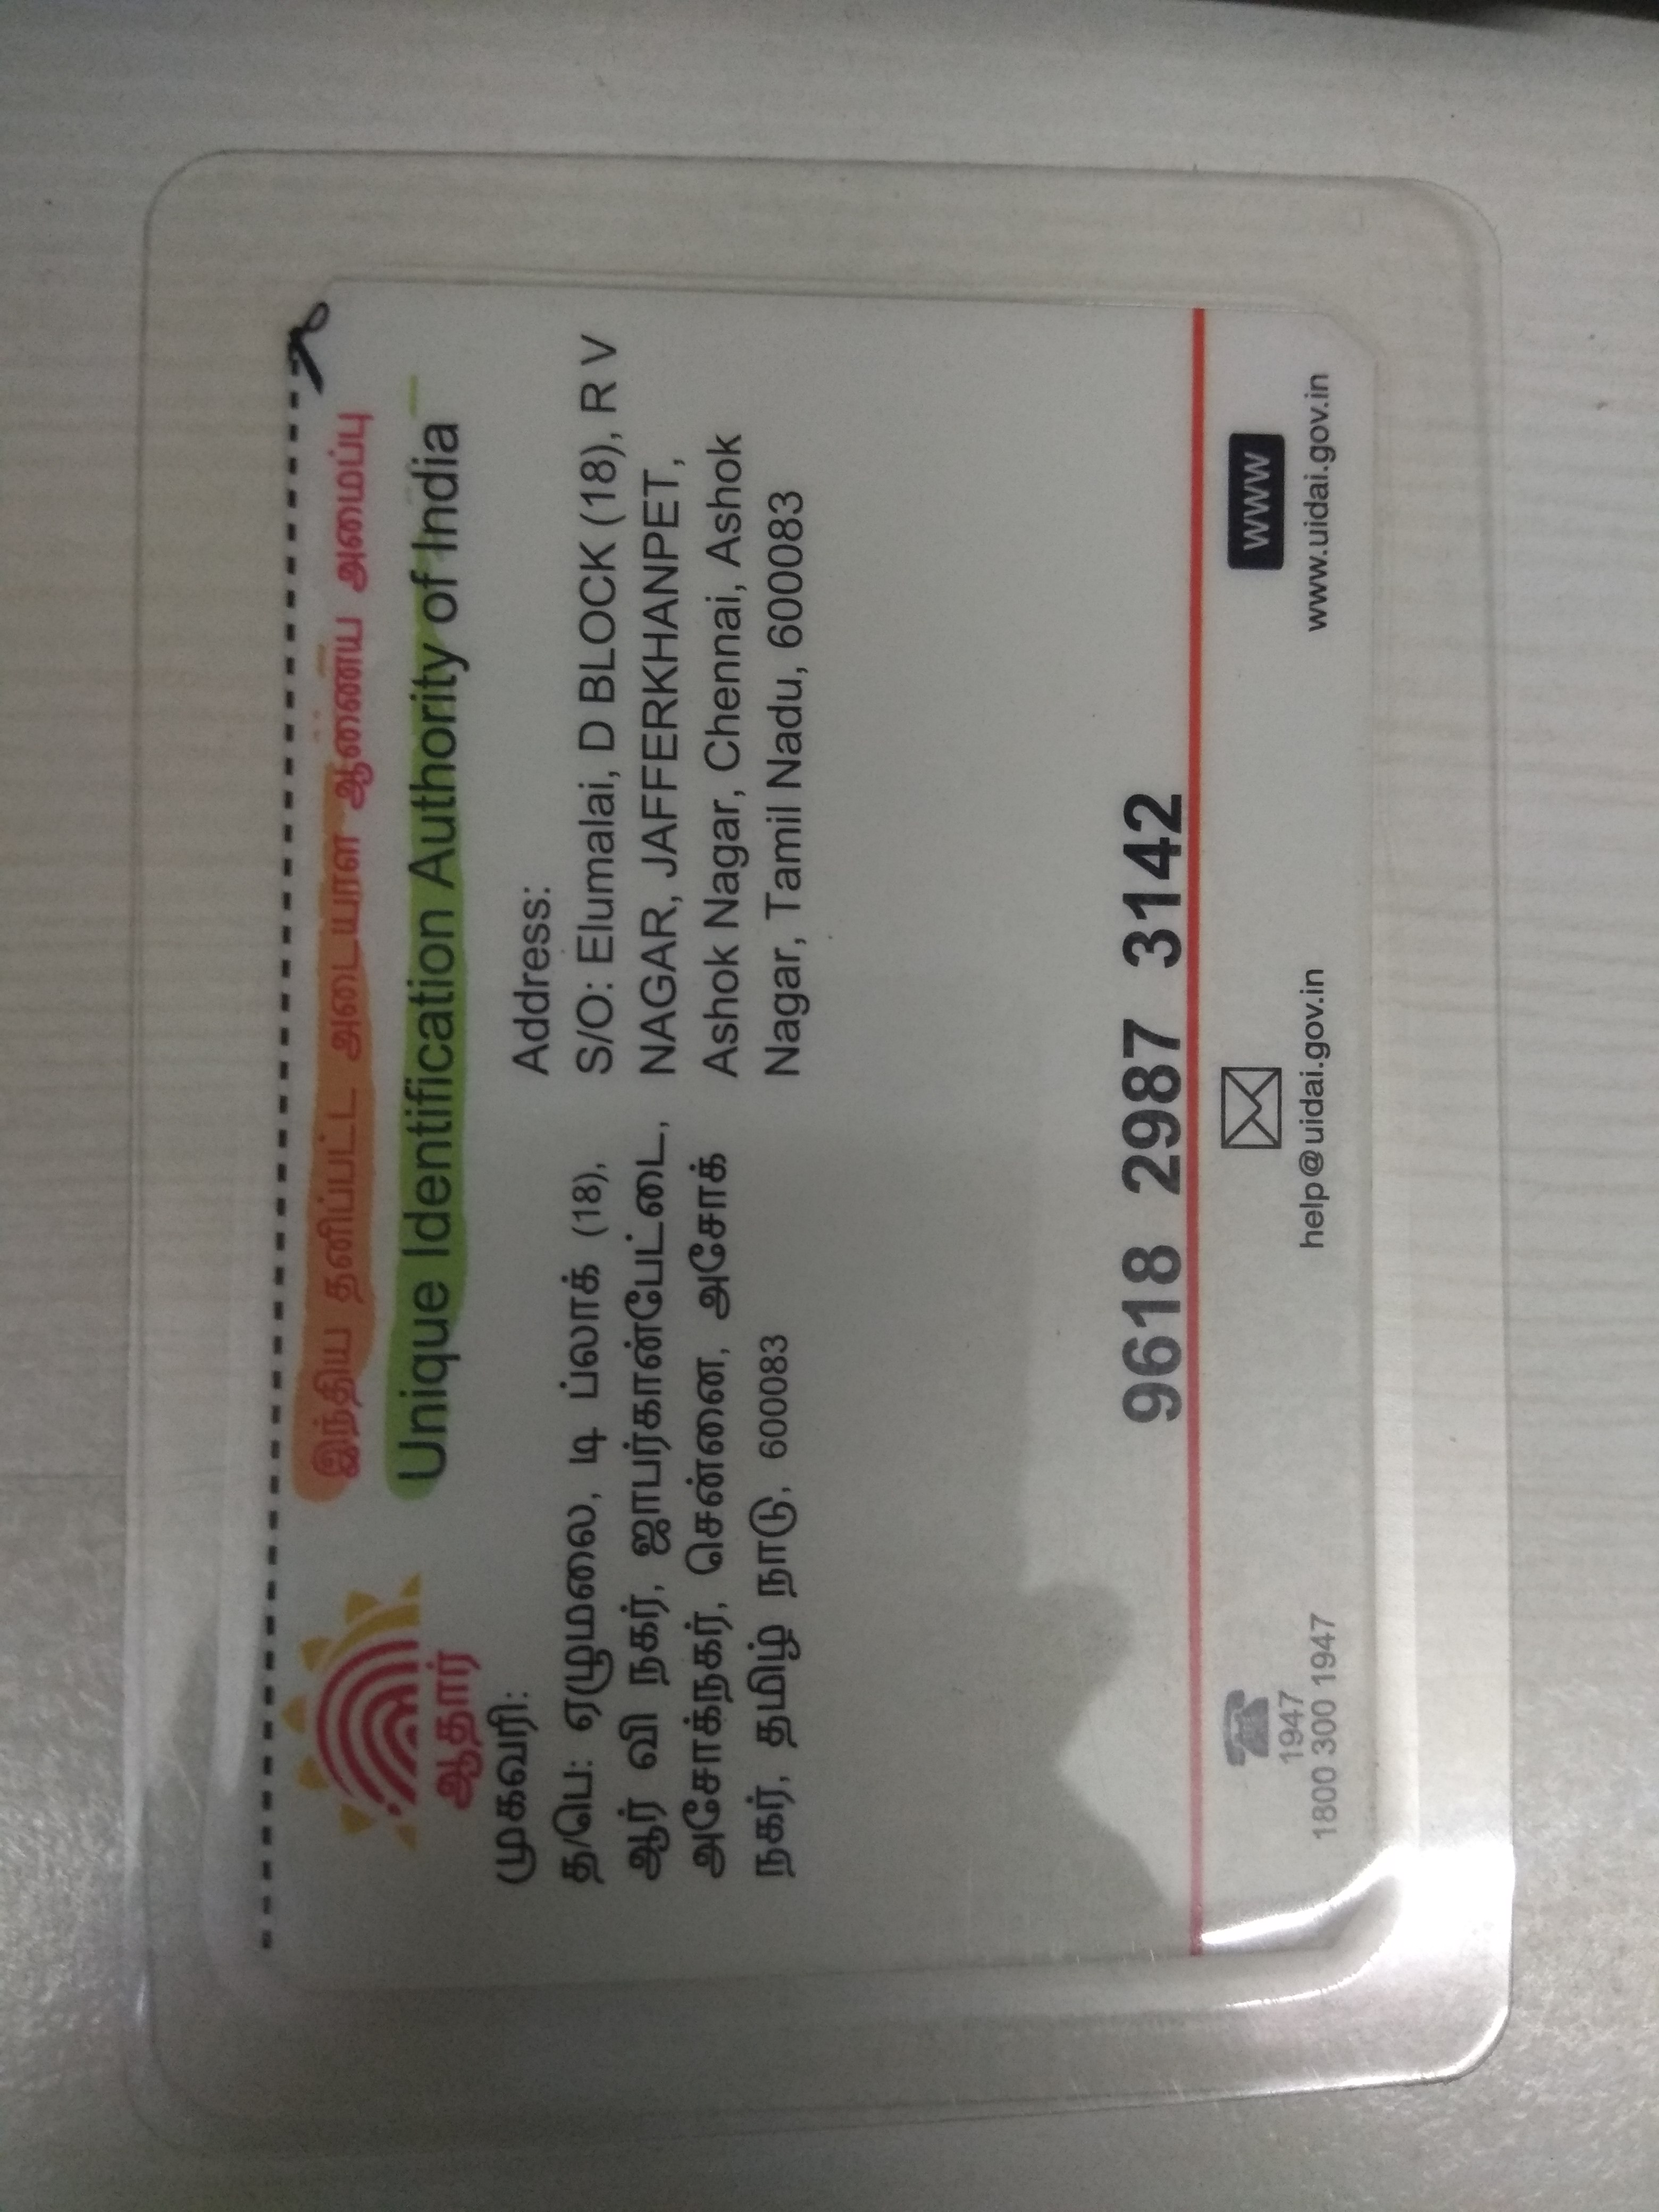 இந்திய தனிப்பட்ட அடையாள ஆணைய அமைப்பு
Unique Identification Authority of India
ஆதார்
முகவரி:
த/பெ: ஏழுமலை, டி ப்லாக் (18),
ஆர் வி நகர், ஜாபர்கான்பேட்டை,
அசோக்நகர், சென்னை, அசோக்
நகர், தமிழ் நாடு, 600083
Address:
S/O: Elumalai, D BLOCK (18), R V
NAGAR, JAFFERKHANPET,
Ashok Nagar, Chennai, Ashok
Nagar, Tamil Nadu, 600083
9618 2987 3142
1947
1800 300 1947
help@uidai.gov.in
www
www.uidai.gov.in